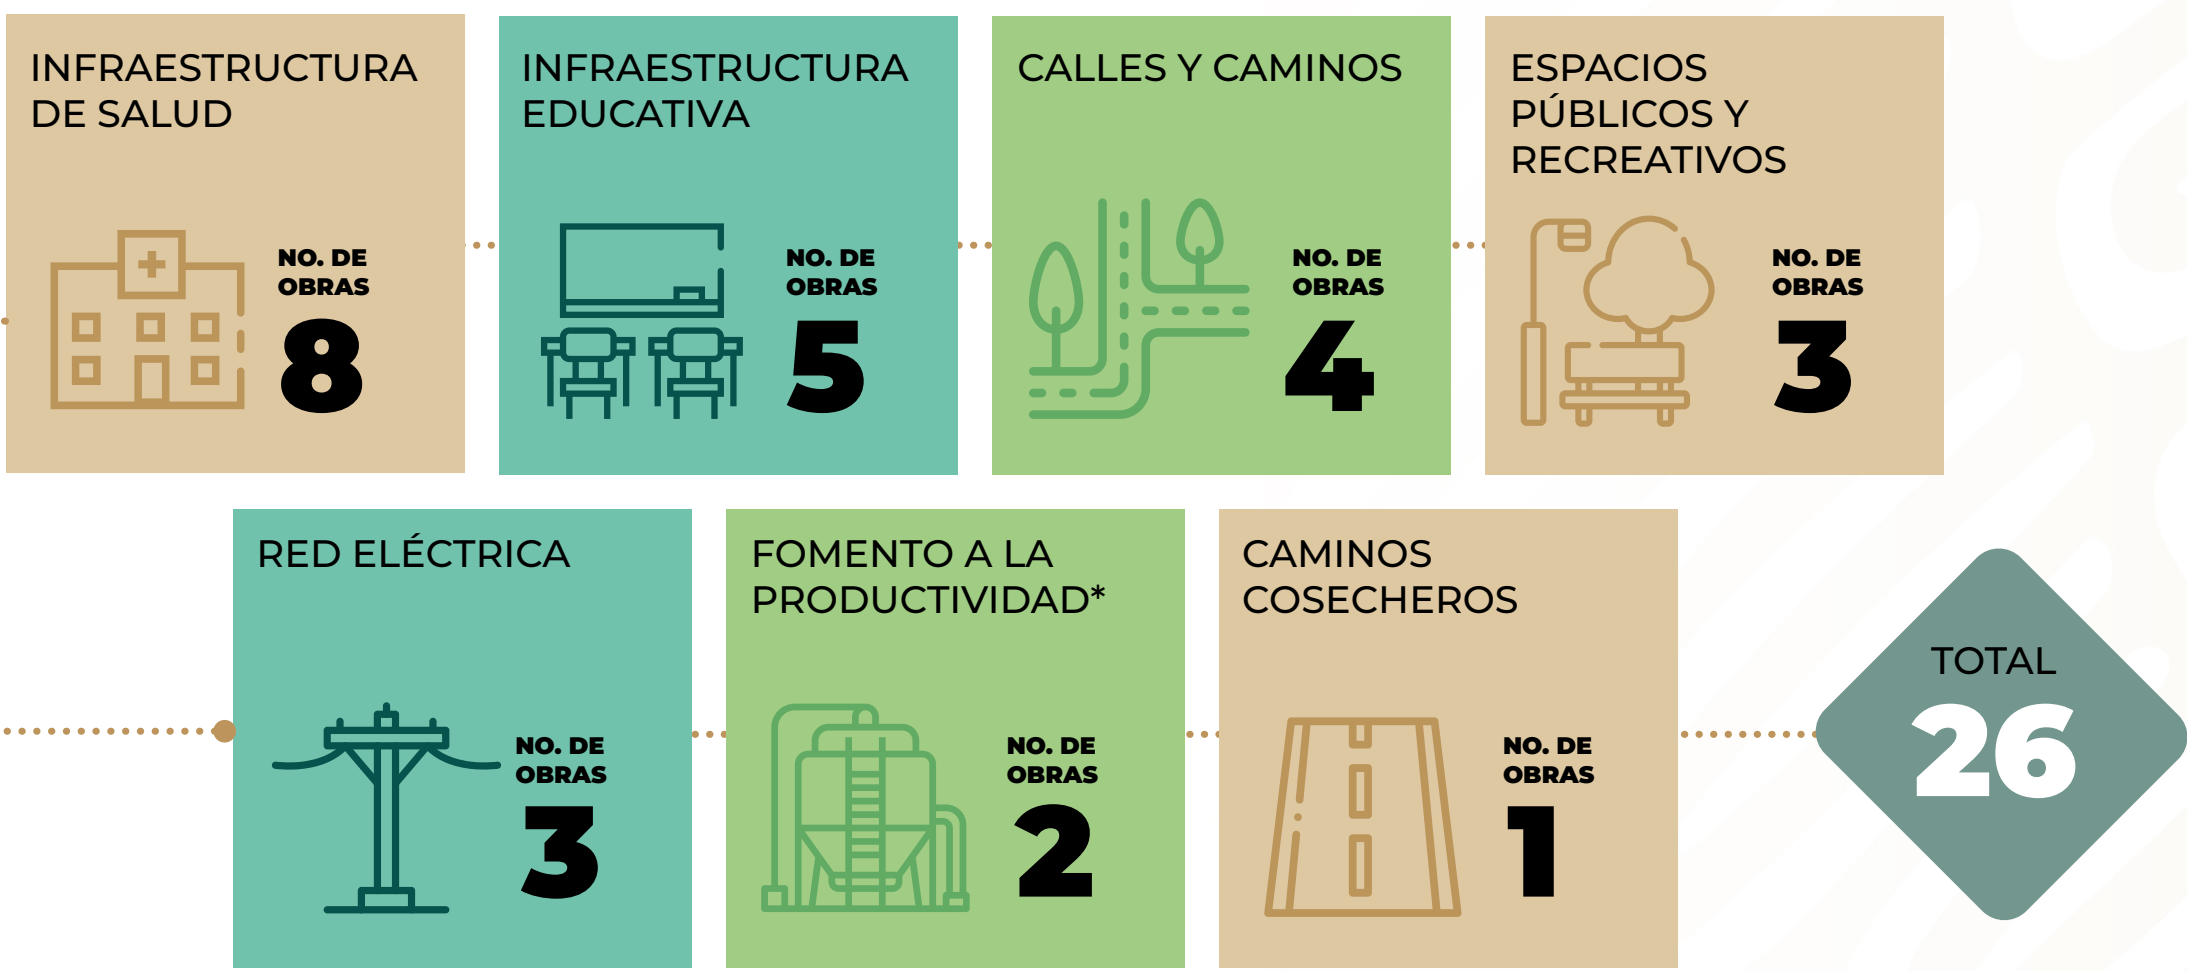 INFRAESTRUCTURA
DE SALUD
NO. DE
OBRAS
8
INFRAESTRUCTURA
EDUCATIVA
NO. DE
OBRAS
5
CALLES Y CAMINOS
NO. DE
OBRAS
4
ESPACIOS
PÚBLICOS Y
RECREATIVOS
NO. DE
OBRAS
3
RED ELÉCTRICA
NO. DE
OBRAS
3
FOMENTO A LA
PRODUCTIVIDAD*
NO. DE
OBRAS
2
CAMINOS
COSECHEROS
NO. DE
OBRAS
1
TOTAL
26